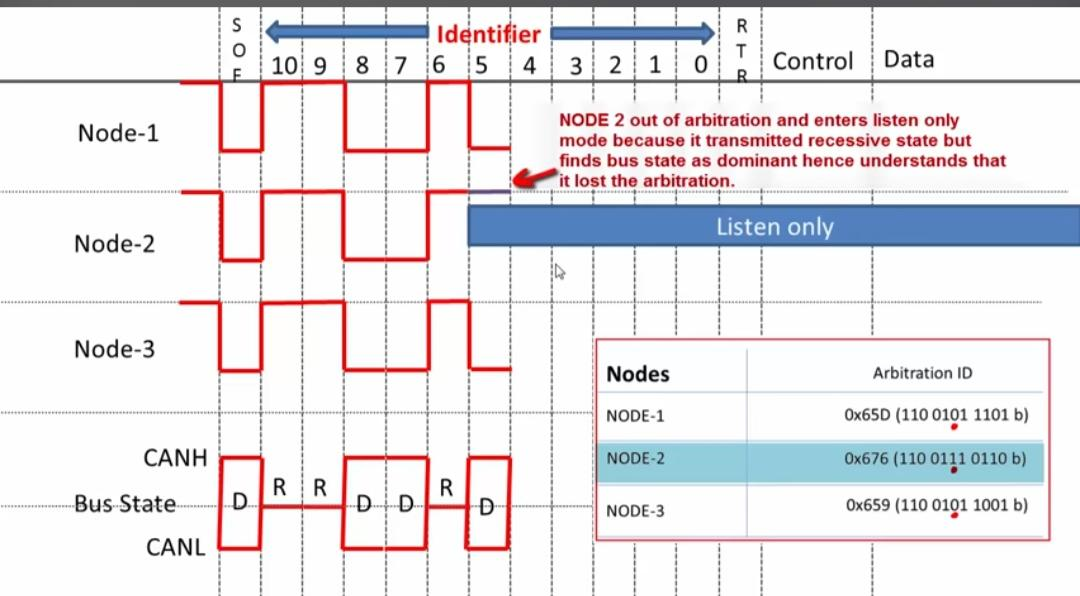 S
O
F
Identifier
R
T
R
10 9 8 7 6 5 4 3 2 1 0
Control
Data
Node-1
NODE 2 out of arbitration and enters listen only
mode because it transmitted recessive state but
finds bus state as dominant hence understands that
it lost the arbitration.
Node-2
Listen only
Node-3
Nodes
Arbitration ID
NODE-1
0x65D (110 0101 1101 b)
NODE-2
0x676 (110 0111 0110 b)
NODE-3
0x659 (110 0101 1001 b)
CANH
Bus State
D R R D D R D
CANL